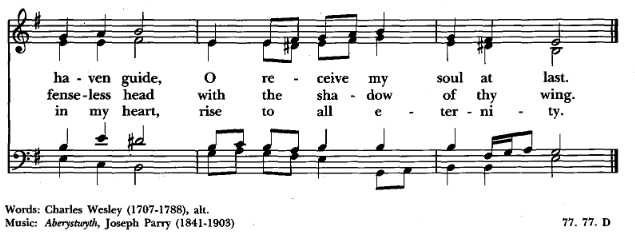 ha - ven guide, O re - ceive my soul at last.
fense - less head with the sha - dow of thy wing.
in my heart, rise to all e - ter - ni - ty.
Words: Charles Wesley (1707-1788), alt.
Music: Aberystwyth, Joseph Parry (1841-1903) 77. 77. D